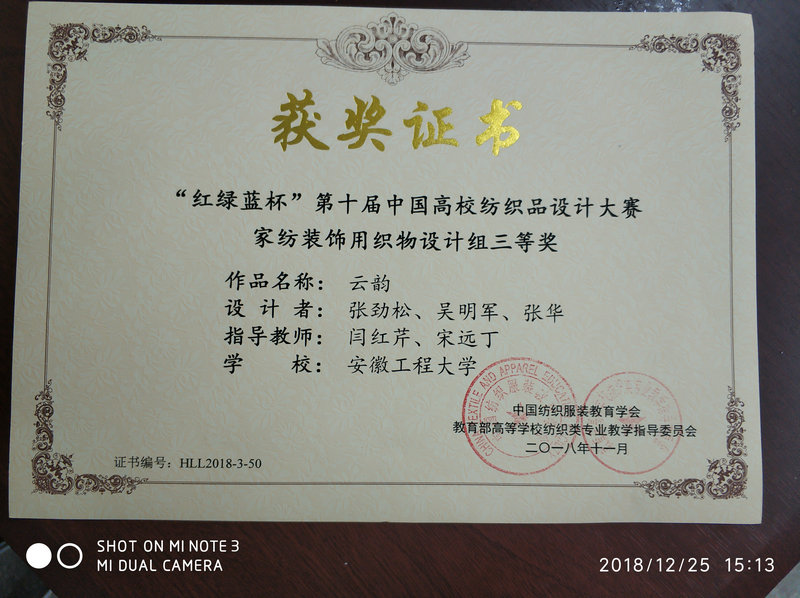 获奖证书
“红绿蓝杯”第十届中国高校纺织品设计大赛
家纺装饰用织物设计组三等奖
作品名称：云韵
设计者：张劲松、吴明军、张华
指导教师：闫红芹、宋远丁
学校：安徽工程大学
中国纺织服装教育学会
教育部高等学校纺织类专业教学指导委员会
二〇一八年十一月
证书编号：HLL2018-3-50
SHOT ON MI NOTE 3
MI DUAL CAMERA
2018/12/25 15:13